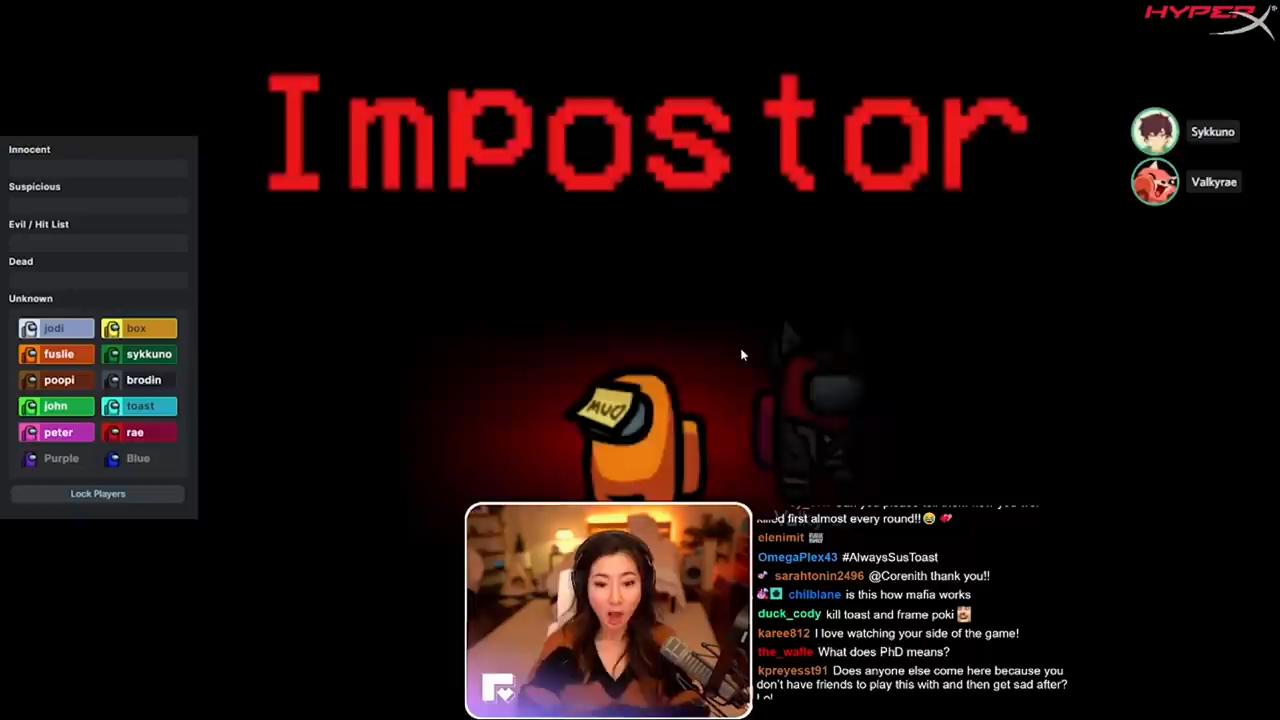 HYPERX
Impostor
Sykkuno
Valkyrae
Innocent
Suspicious
Evil / Hit List
Dead
Unknown
jodi
box
fuslie
sykkuno
poopi
brodin
john
toast
peter
rae
Purple
Blue
Lock Players
MUO
killed first almost every round!!
elenimit
OmegaPlex43 #AlwaysSusToast
sarahtonin2496 @Corenith thank you!!
chilblane is this how mafia works
duck_cody kill toast and frame poki
karee812 I love watching your side of the game!
the_wafle What does PhD means?
kpreyesst91 Does anyone else come here because you
don't have friends to play this with and then get sad after?
Lol